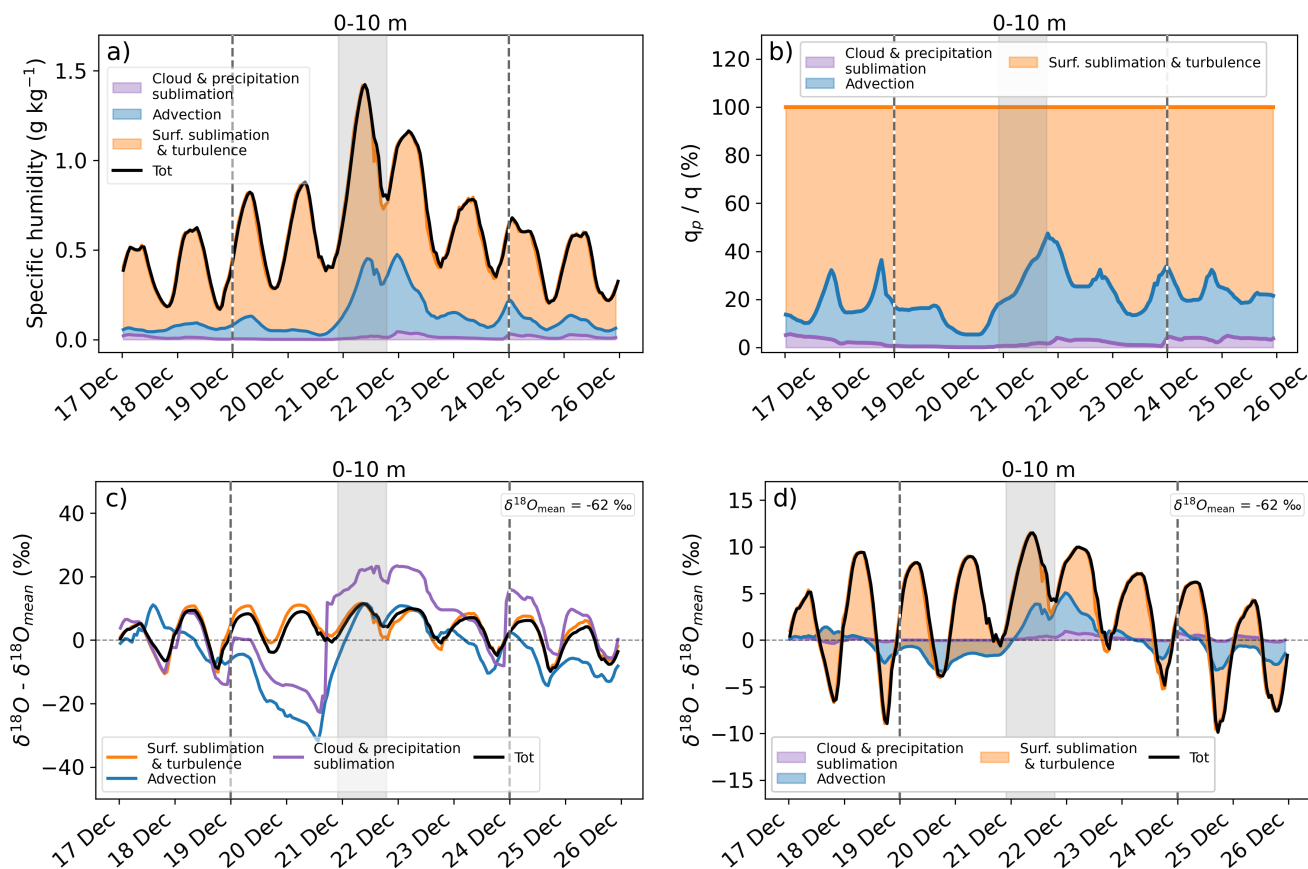 0-10 m
a)
Specific humidity (g kg⁻¹)
1.5
1.0
0.5
0.0
Cloud & precipitation
sublimation
Advection
Surf. sublimation
& turbulence
Tot
17 Dec
18 Dec
19 Dec
20 Dec
21 Dec
22 Dec
23 Dec
24 Dec
25 Dec
26 Dec
0-10 m
b)
qₚ / q (%)
120
100
80
60
40
20
0
Cloud & precipitation
sublimation
Advection
Surf. sublimation & turbulence
17 Dec
18 Dec
19 Dec
20 Dec
21 Dec
22 Dec
23 Dec
24 Dec
25 Dec
26 Dec
0-10 m
c)
δ¹⁸O - δ¹⁸O_mean (‰)
δ¹⁸O_mean = -62 ‰
40
20
0
−20
−40
Surf. sublimation
& turbulence
Advection
Cloud & precipitation
sublimation
Tot
17 Dec
18 Dec
19 Dec
20 Dec
21 Dec
22 Dec
23 Dec
24 Dec
25 Dec
26 Dec
0-10 m
d)
δ¹⁸O - δ¹⁸O_mean (‰)
δ¹⁸O_mean = -62 ‰
15
10
5
0
−5
−10
−15
Cloud & precipitation
sublimation
Advection
Surf. sublimation
& turbulence
Tot
17 Dec
18 Dec
19 Dec
20 Dec
21 Dec
22 Dec
23 Dec
24 Dec
25 Dec
26 Dec